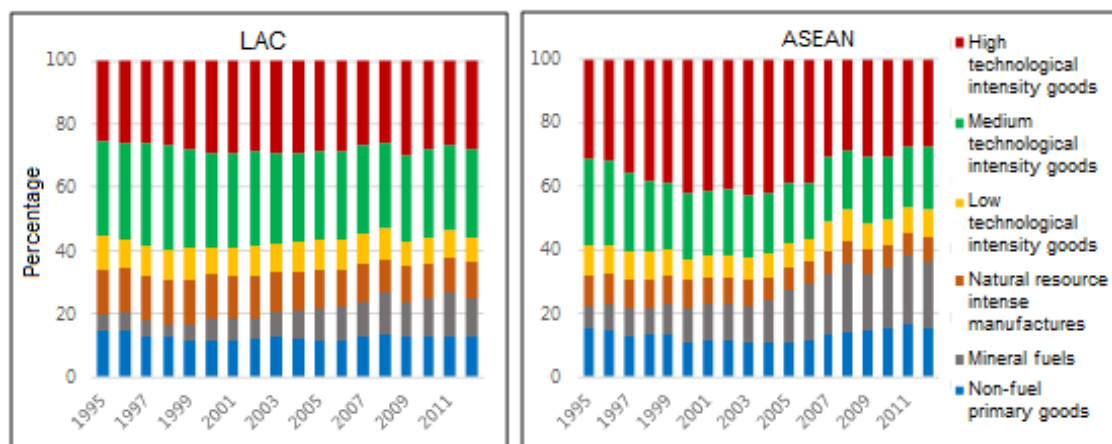 LAC
Percentage
100
80
60
40
20
0
1995
1997
1999
2001
2003
2005
2007
2009
2011
ASEAN
100
80
60
40
20
0
1995
1997
1999
2001
2003
2005
2007
2009
2011
High
technological
intensity goods
Medium
technological
intensity goods
Low
technological
intensity goods
Natural resource
intense
manufactures
Mineral fuels
Non-fuel
primary goods